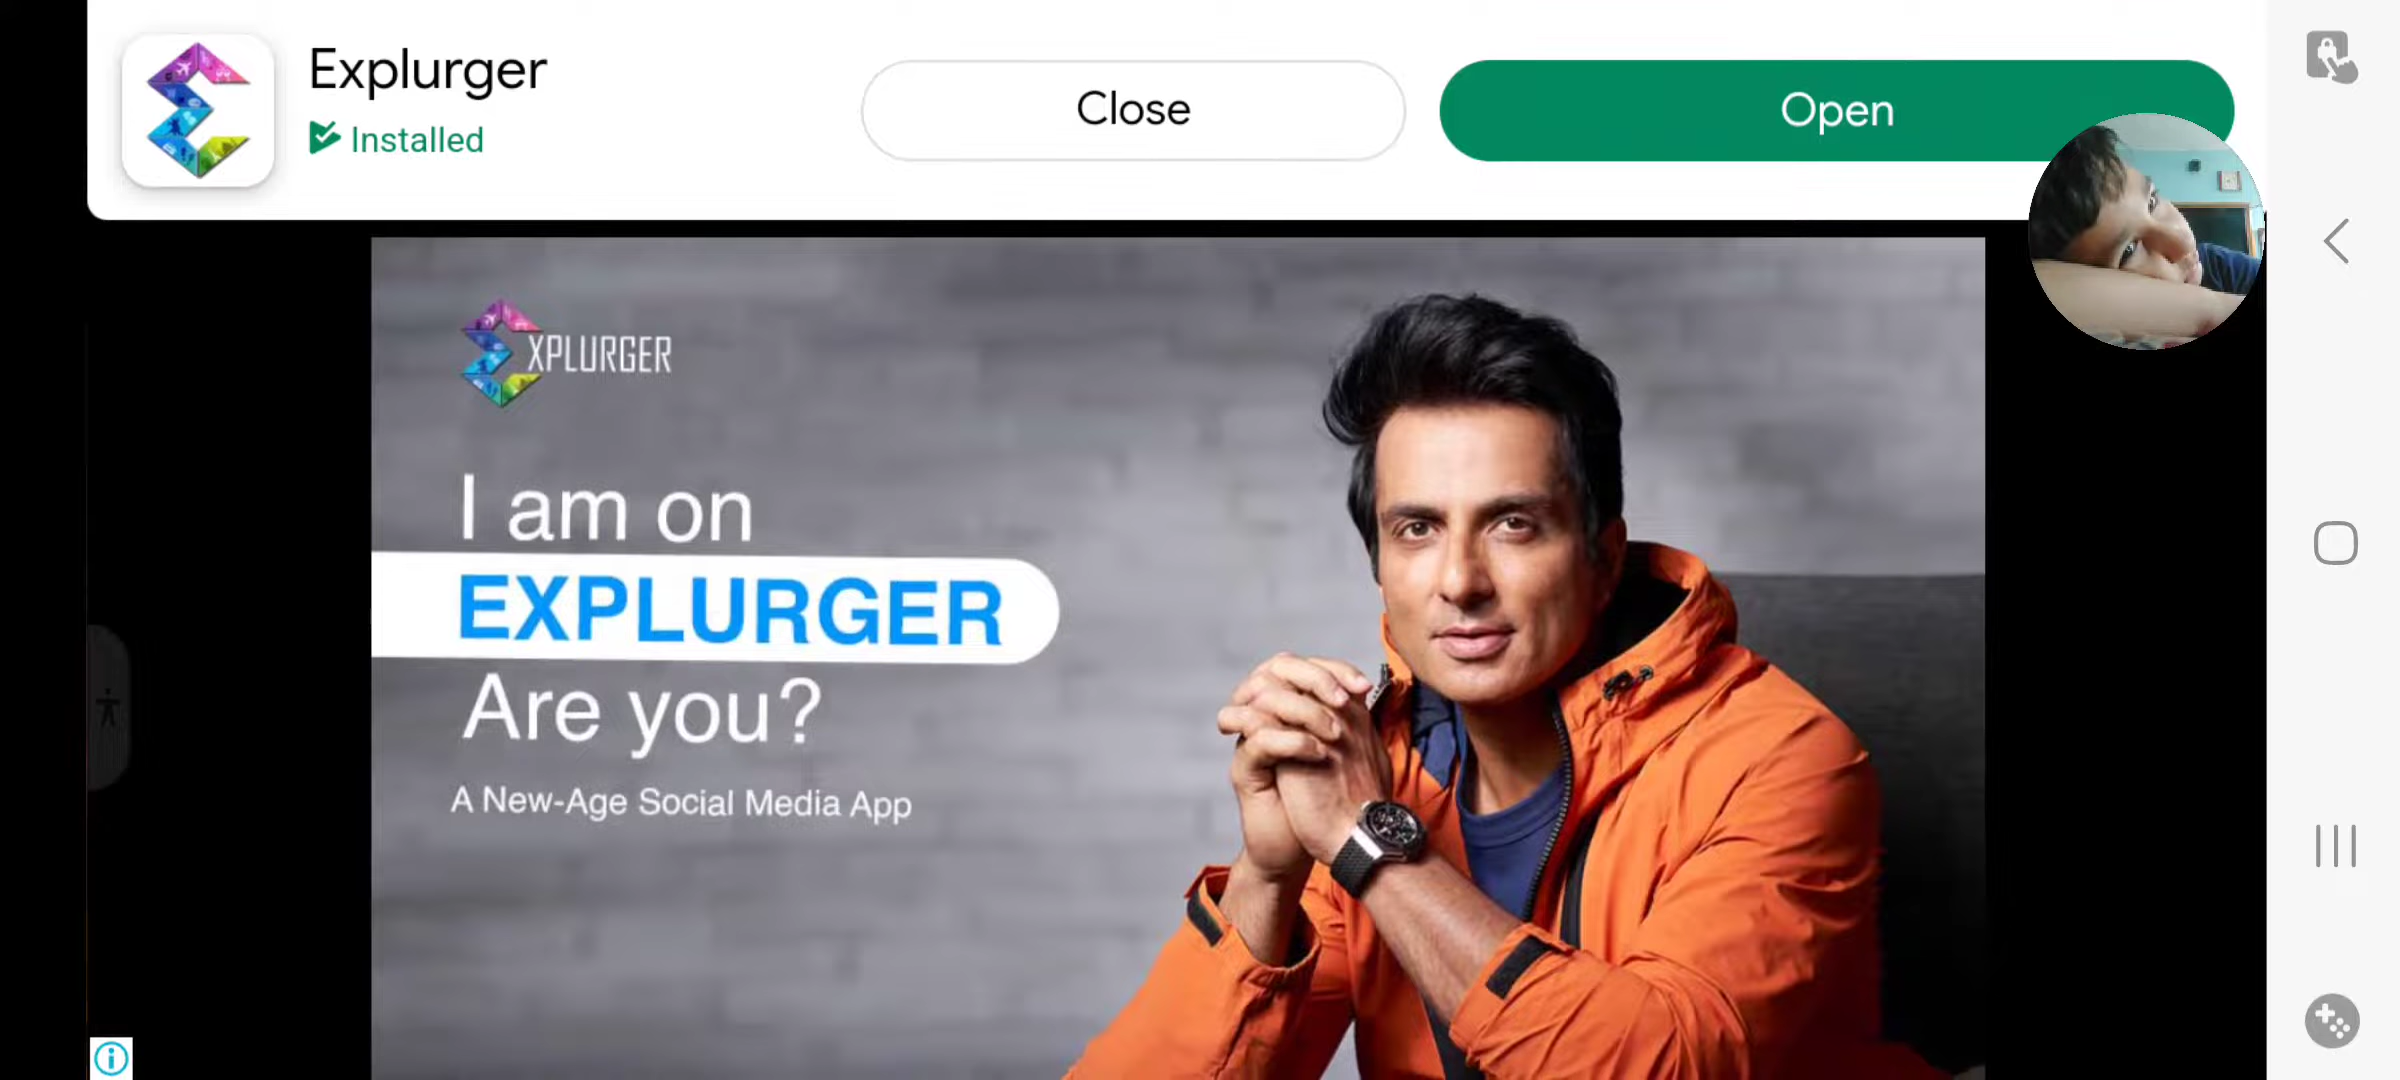 Explurger
Installed
Close
Open
XPLURGER
I am on
EXPLURGER
Are you?
A New-Age Social Media App